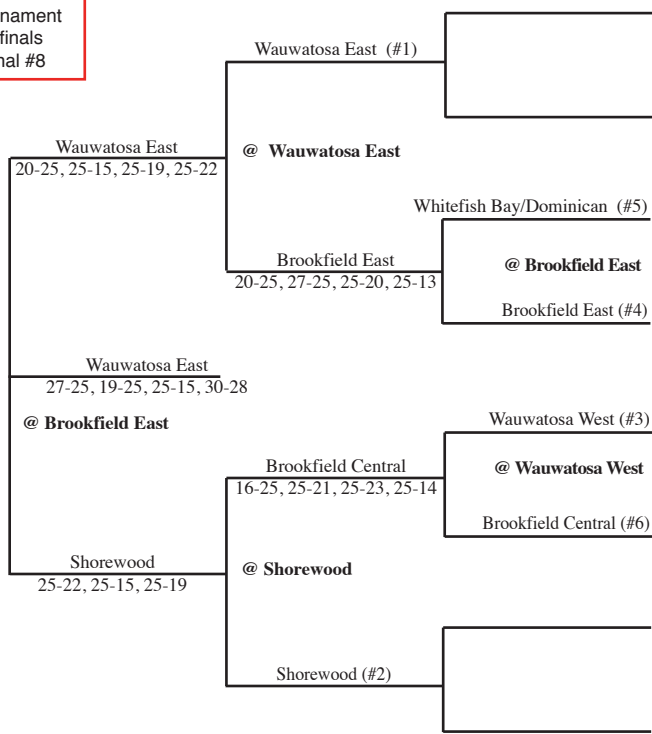 finals
#8
Wauwatosa East (#1)
Wauwatosa East
20-25, 25-15, 25-19, 25-22
@ Wauwatosa East
Whitefish Bay/Dominican (#5)
Brookfield East
20-25, 27-25, 25-20, 25-13
@ Brookfield East
Brookfield East (#4)
Wauwatosa East
27-25, 19-25, 25-15, 30-28
@ Brookfield East
Wauwatosa West (#3)
Brookfield Central
16-25, 25-21, 25-23, 25-14
@ Wauwatosa West
Brookfield Central (#6)
Shorewood
25-22, 25-15, 25-19
@ Shorewood
Shorewood (#2)